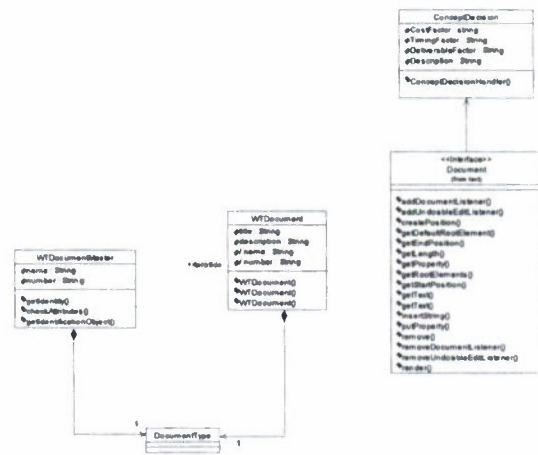 ConceptDecision
CostFactor : string
TimingFactor : String
DeliverableFactor : String
Description : String
ConceptDecisionHandler()
<<Interface>>
Document
(from text)
addDocumentListener()
addUndoableEditListener()
createPosition()
getDefaultRootElement()
getEndPosition()
getLength()
getProperty()
getRootElements()
getStartPosition()
getText()
getText()
insertString()
putProperty()
remove()
removeDocumentListener()
removeUndoableEditListener()
render()
WTDocument
title : String
description : String
/ name : String
/ number : String
WTDocument()
WTDocument()
WTDocument()
WTDocumentMaster
name : String
number : String
getIdentity()
checkAttributes()
getIdentificationObject()
DocumentType
1
1